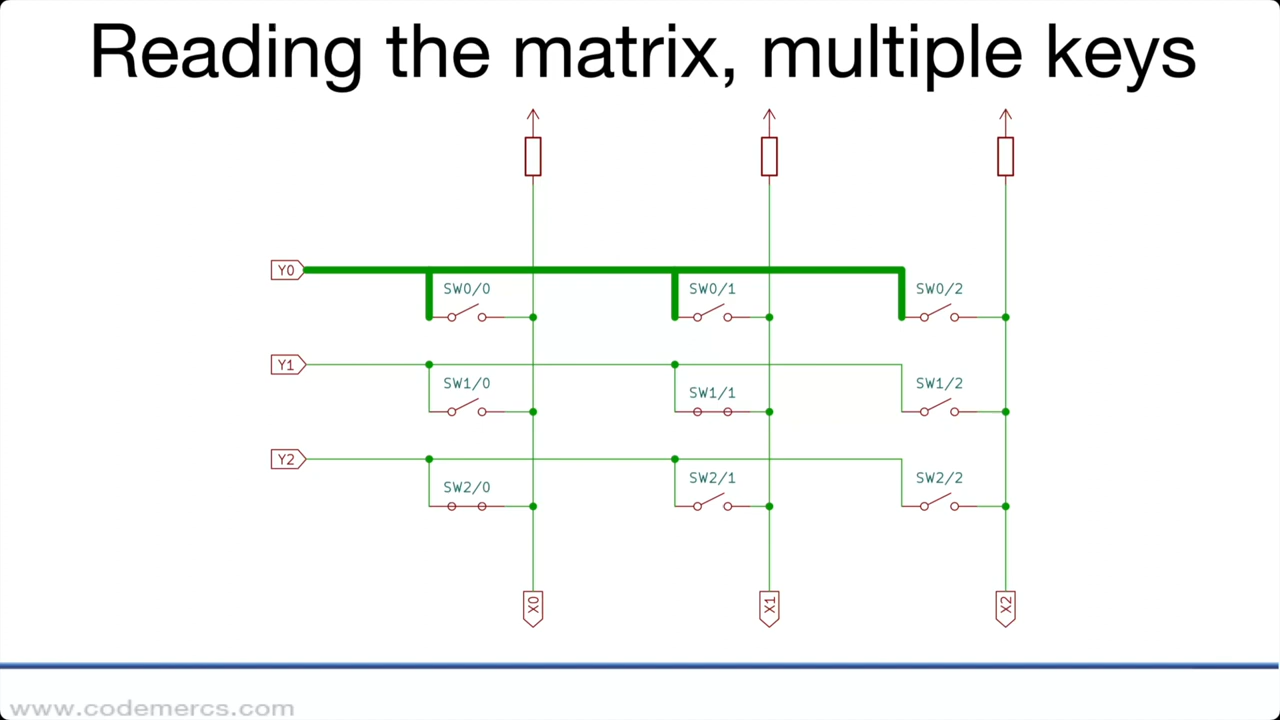 Reading the matrix, multiple keys
Y0
SW0/0
SW0/1
SW0/2
Y1
SW1/0
SW1/1
SW1/2
Y2
SW2/0
SW2/1
SW2/2
X0
X1
X2
www.codemercs.com